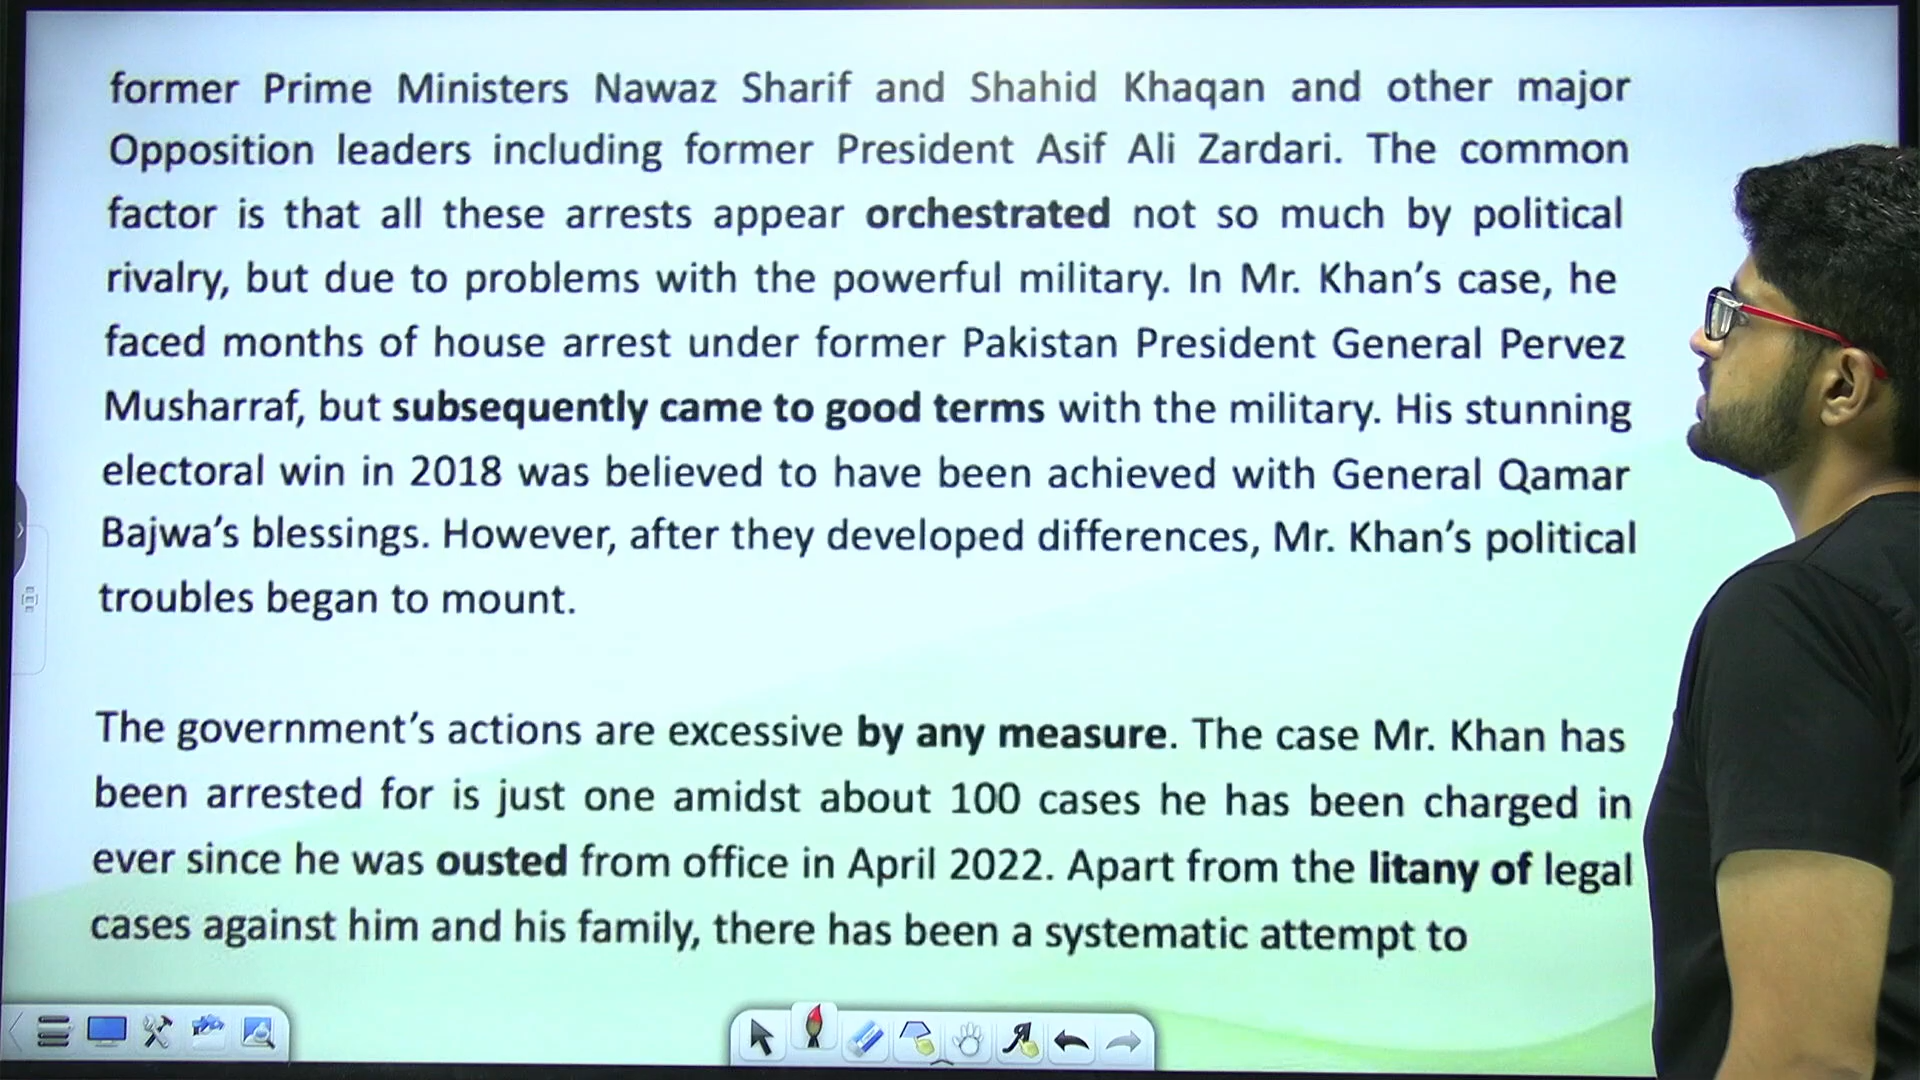 former Prime Ministers Nawaz Sharif and Shahid Khaqan and other major
Opposition leaders including former President Asif Ali Zardari. The common
factor is that all these arrests appear orchestrated not so much by political
rivalry, but due to problems with the powerful military. In Mr. Khan’s case, he
faced months of house arrest under former Pakistan President General Pervez
Musharraf, but subsequently came to good terms with the military. His stunning
electoral win in 2018 was believed to have been achieved with General Qamar
Bajwa’s blessings. However, after they developed differences, Mr. Khan’s political
troubles began to mount.
The government’s actions are excessive by any measure. The case Mr. Khan has
been arrested for is just one amidst about 100 cases he has been charged in
ever since he was ousted from office in April 2022. Apart from the litany of legal
cases against him and his family, there has been a systematic attempt to